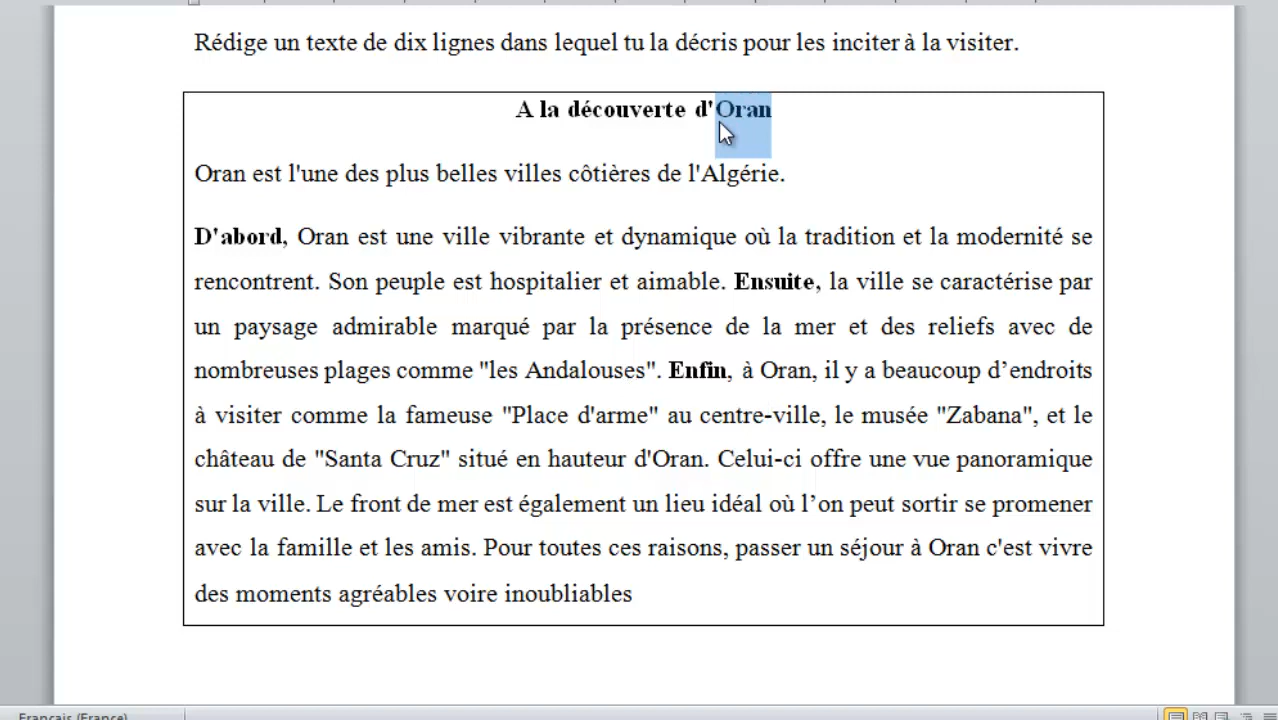 Rédige un texte de dix lignes dans lequel tu la décris pour les inciter à la visiter.
A la découverte d'Oran
Oran est l'une des plus belles villes côtières de l'Algérie.
D'abord, Oran est une ville vibrante et dynamique où la tradition et la modernité se
rencontrent. Son peuple est hospitalier et aimable. Ensuite, la ville se caractérise par
un paysage admirable marqué par la présence de la mer et des reliefs avec de
nombreuses plages comme "les Andalouses". Enfin, à Oran, il y a beaucoup d’endroits
à visiter comme la fameuse "Place d'arme" au centre-ville, le musée "Zabana", et le
château de "Santa Cruz" situé en hauteur d'Oran. Celui-ci offre une vue panoramique
sur la ville. Le front de mer est également un lieu idéal où l’on peut sortir se promener
avec la famille et les amis. Pour toutes ces raisons, passer un séjour à Oran c'est vivre
des moments agréables voire inoubliables
Français (France)